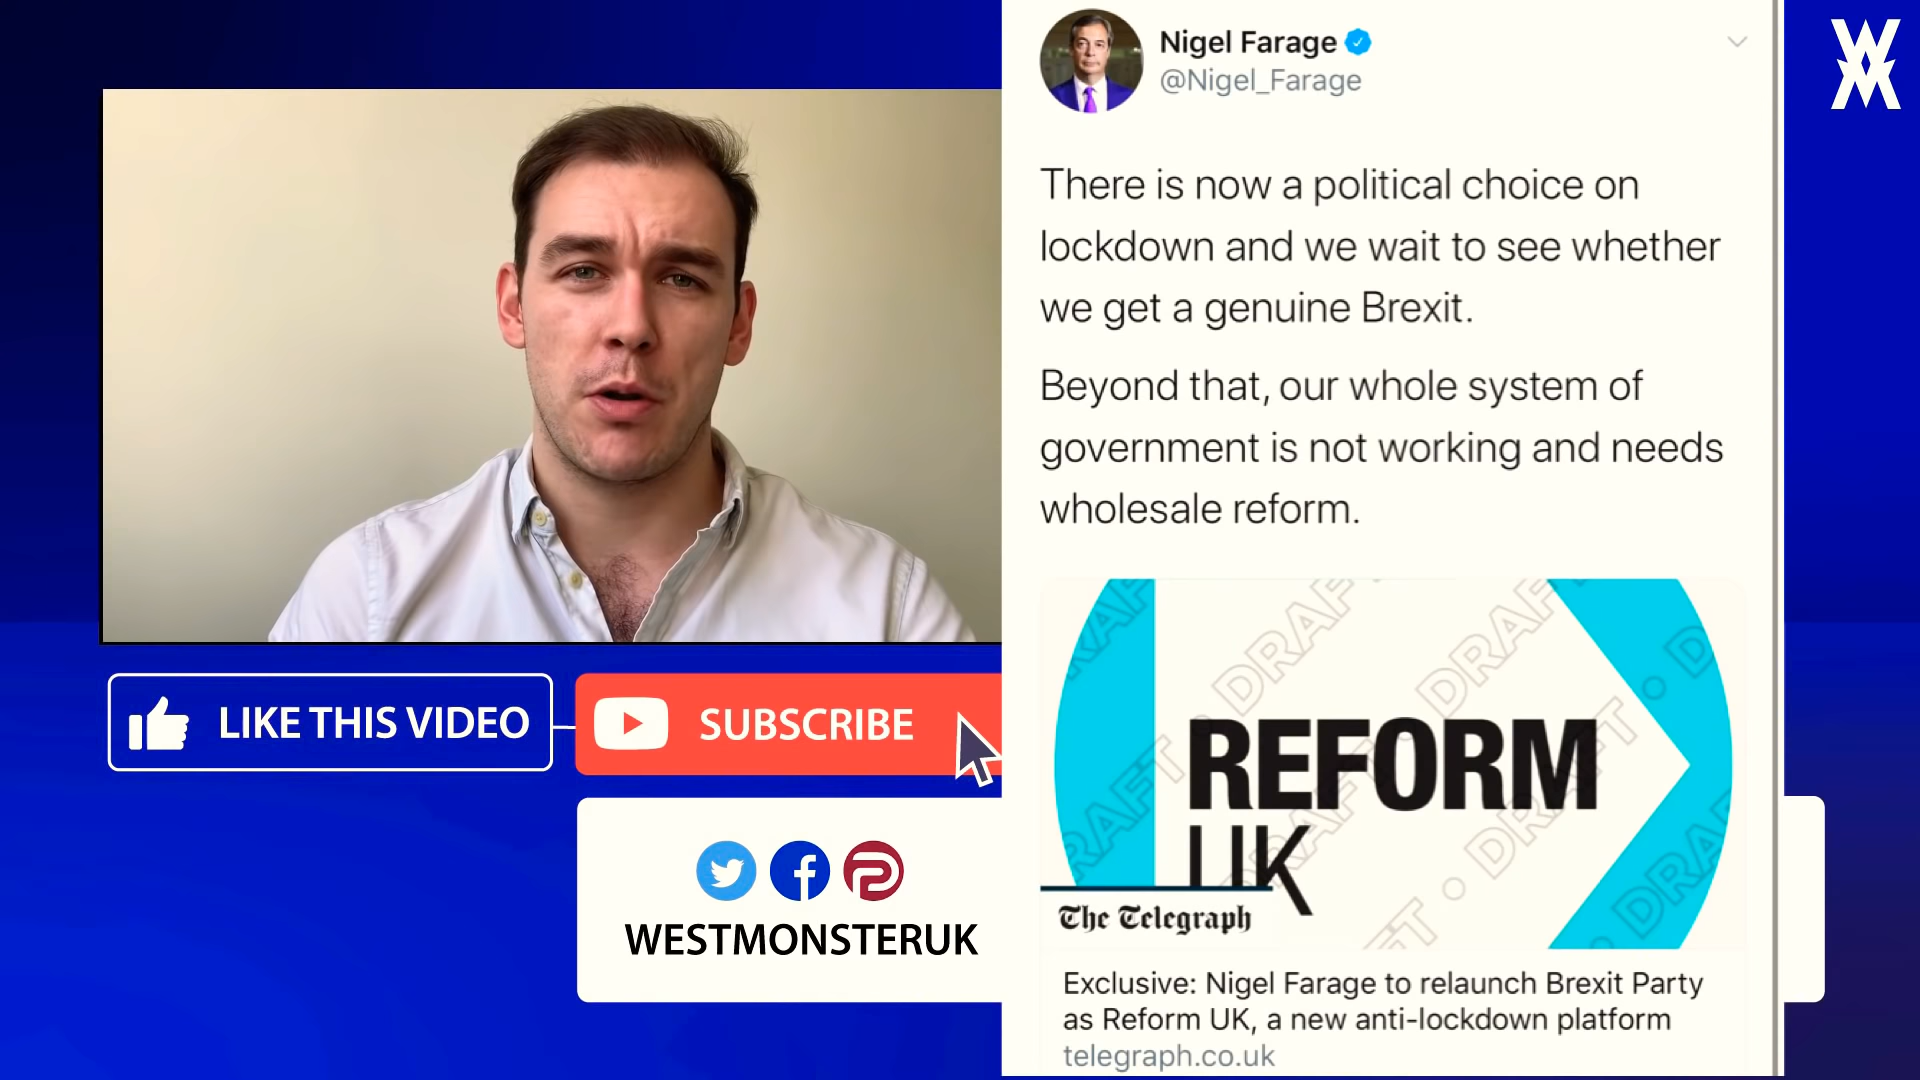 Nigel Farage
@Nigel_Farage
There is now a political choice on
lockdown and we wait to see whether
we get a genuine Brexit.
Beyond that, our whole system of
government is not working and needs
wholesale reform.
DRAFT DRAFT DRAFT
REFORM
UK
The Telegraph
Exclusive: Nigel Farage to relaunch Brexit Party
as Reform UK, a new anti-lockdown platform
telegraph.co.uk
LIKE THIS VIDEO
SUBSCRIBE
WESTMONSTERUK